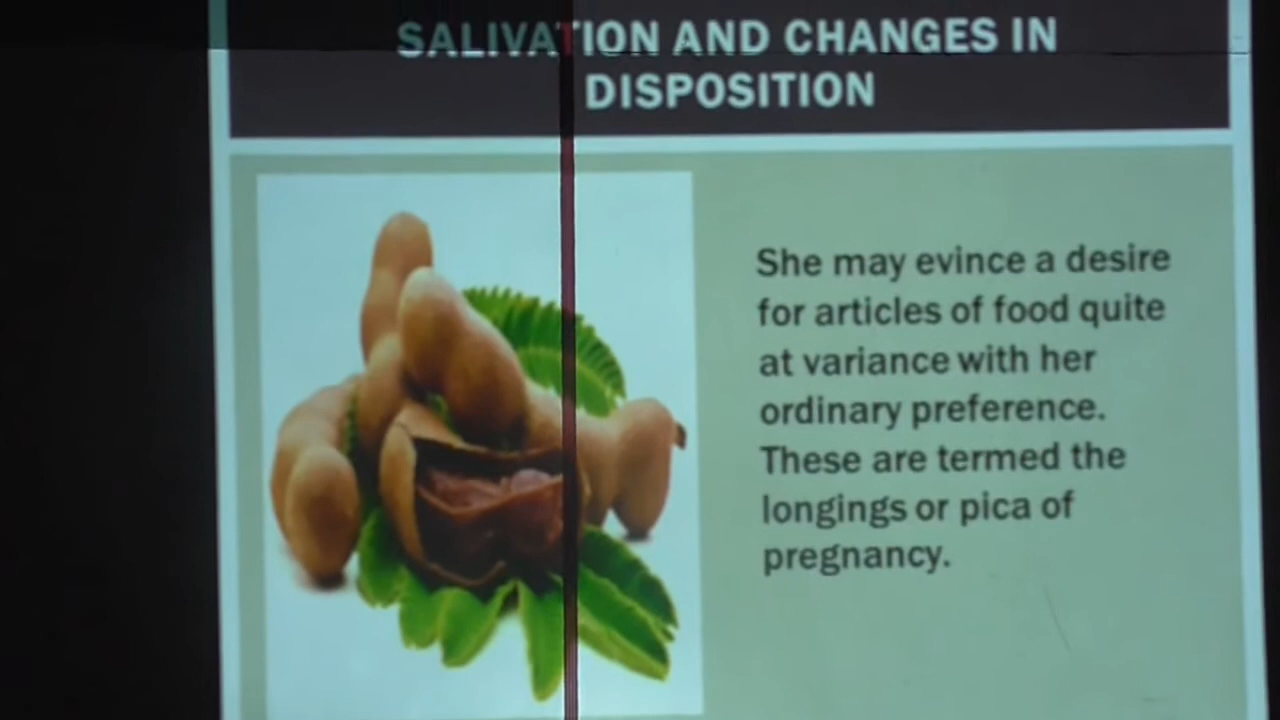 SALIVATION AND CHANGES IN
DISPOSITION
She may evince a desire
for articles of food quite
at variance with her
ordinary preference.
These are termed the
longings or pica of
pregnancy.